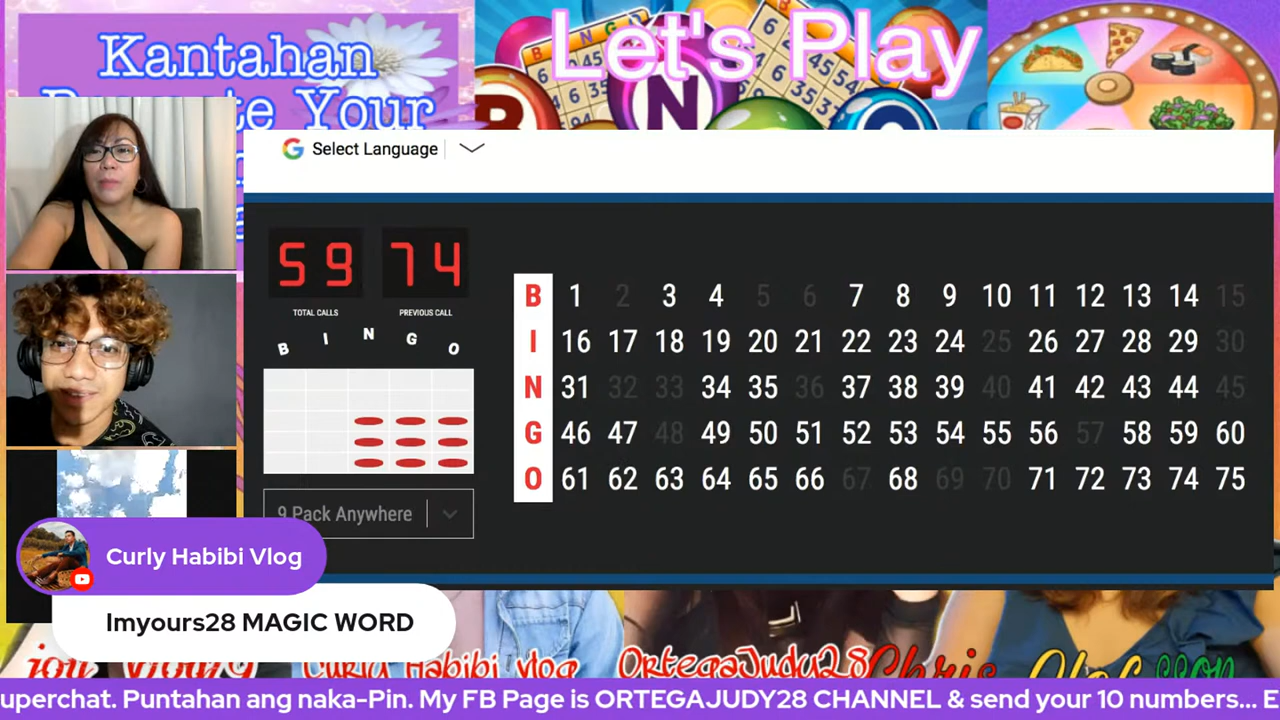 Kantahan
Let's Play
te Your
N
Select Language
59 74
TOTAL CALLS PREVIOUS CALL
B I N G O
9 Pack Anywhere
B 1 2 3 4 5 6 7 8 9 10 11 12 13 14 15
I 16 17 18 19 20 21 22 23 24 25 26 27 28 29 30
N 31 32 33 34 35 36 37 38 39 40 41 42 43 44 45
G 46 47 48 49 50 51 52 53 54 55 56 57 58 59 60
O 61 62 63 64 65 66 67 68 69 70 71 72 73 74 75
Curly Habibi Vlog
Imyours28 MAGIC WORD
Curly Habibi Vlog OrtegaJudy28 Chris
uperchat. Puntahan ang naka-Pin. My FB Page is ORTEGAJUDY28 CHANNEL & send your 10 numbers... E